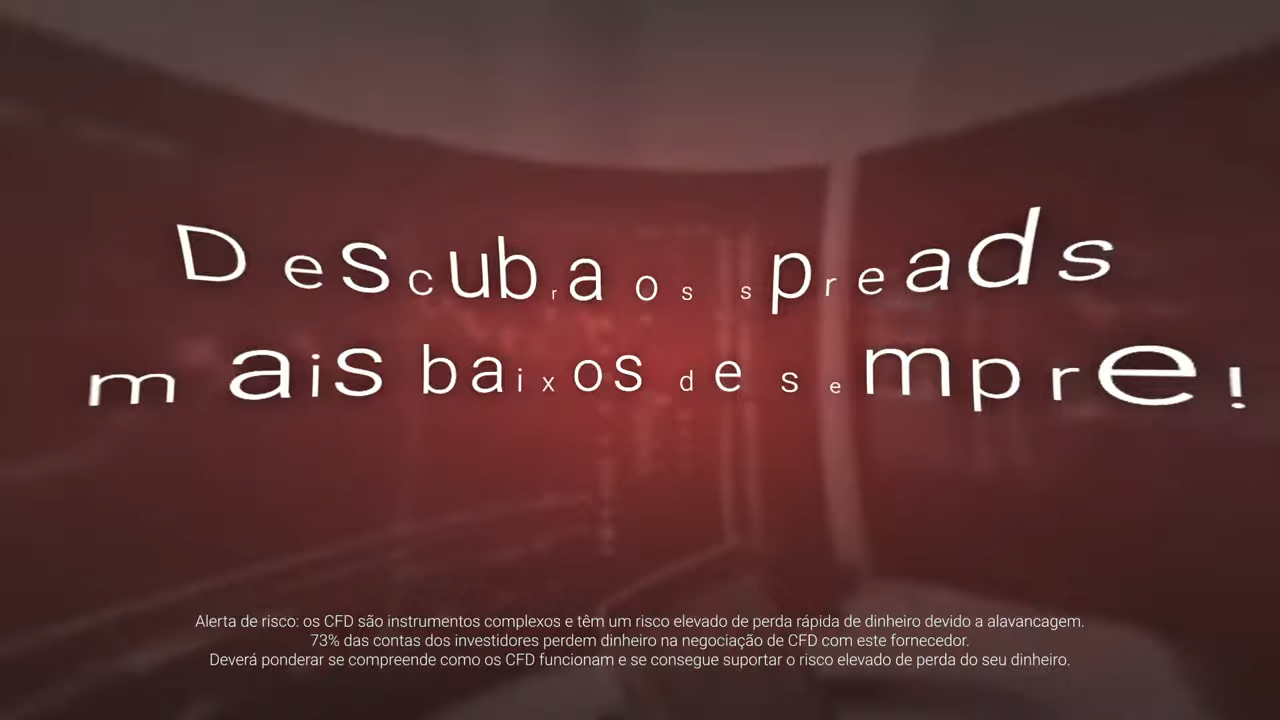 Descubra os spreads
mais baixos de sempre!
Alerta de risco: os CFD são instrumentos complexos e têm um risco elevado de perda rápida de dinheiro devido a alavancagem.
73% das contas dos investidores perdem dinheiro na negociação de CFD com este fornecedor.
Deverá ponderar se compreende como os CFD funcionam e se consegue suportar o risco elevado de perda do seu dinheiro.